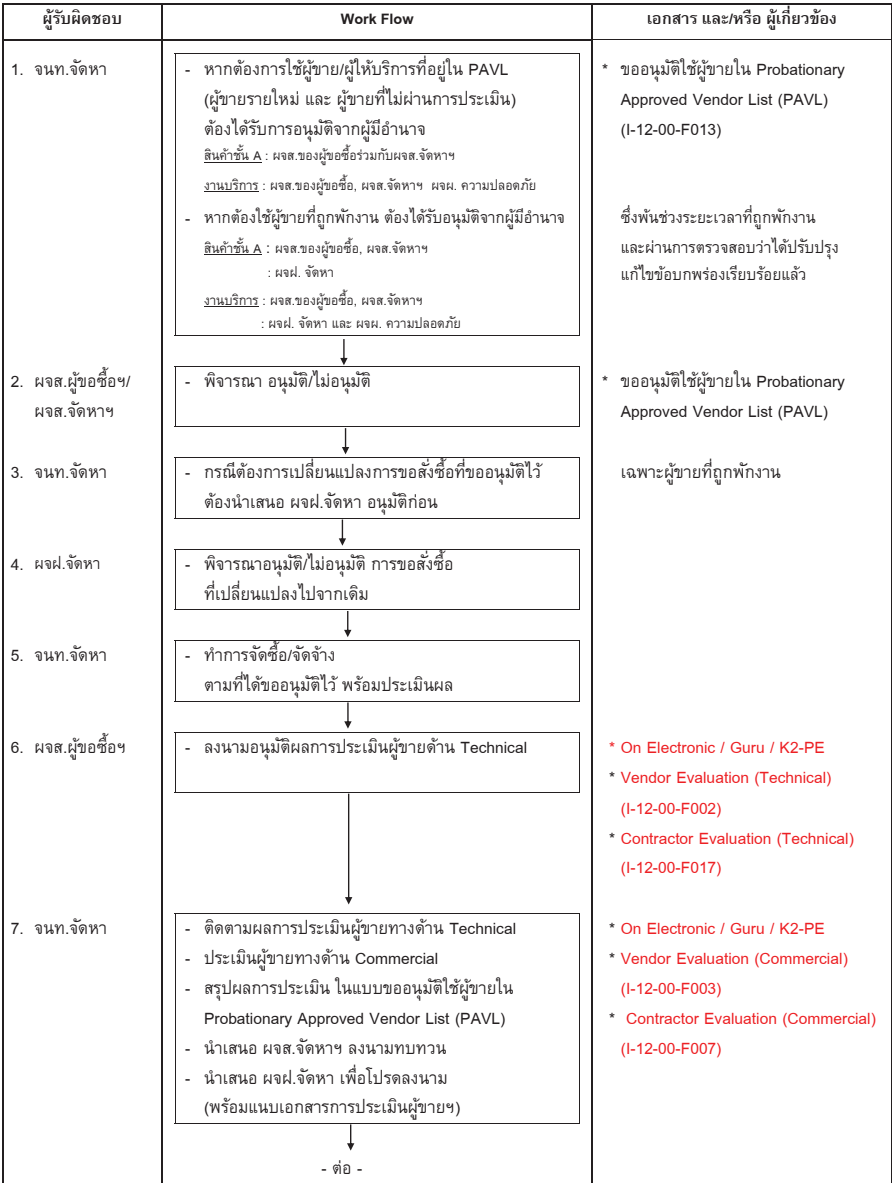 ผู้รับผิดชอบ
Work Flow
เอกสาร และ/หรือ ผู้เกี่ยวข้อง
1. จนท.จัดหา
- หากต้องการใช้ผู้ขาย/ผู้ให้บริการที่อยู่ใน PAVL
(ผู้ขายรายใหม่ และ ผู้ขายที่ไม่ผ่านการประเมิน)
ต้องได้รับการอนุมัติจากผู้มีอำนาจ
สินค้าชั้น A : ผจส.ของผู้ขอซื้อร่วมกับผจส.จัดหาฯ
งานบริการ : ผจส.ของผู้ขอซื้อ, ผจส.จัดหาฯ ผจผ. ความปลอดภัย
- หากต้องใช้ผู้ขายที่ถูกพักงาน ต้องได้รับอนุมัติจากผู้มีอำนาจ
สินค้าชั้น A : ผจส.ของผู้ขอซื้อ, ผจส.จัดหาฯ
: ผจฝ. จัดหา
งานบริการ : ผจส.ของผู้ขอซื้อ, ผจส.จัดหาฯ
: ผจฝ. จัดหา และ ผจผ. ความปลอดภัย
* ขออนุมัติใช้ผู้ขายใน Probationary
Approved Vendor List (PAVL)
(I-12-00-F013)
ซึ่งพ้นช่วงระยะเวลาที่ถูกพักงาน
และผ่านการตรวจสอบว่าได้ปรับปรุง
แก้ไขข้อบกพร่องเรียบร้อยแล้ว
2. ผจส.ผู้ขอซื้อฯ/
ผจส.จัดหาฯ
- พิจารณา อนุมัติ/ไม่อนุมัติ
* ขออนุมัติใช้ผู้ขายใน Probationary
Approved Vendor List (PAVL)
3. จนท.จัดหา
- กรณีต้องการเปลี่ยนแปลงการขอสั่งซื้อที่ขออนุมัติไว้
ต้องนำเสนอ ผจฝ.จัดหา อนุมัติก่อน
เฉพาะผู้ขายที่ถูกพักงาน
4. ผจฝ.จัดหา
- พิจารณาอนุมัติ/ไม่อนุมัติ การขอสั่งซื้อ
ที่เปลี่ยนแปลงไปจากเดิม
5. จนท.จัดหา
- ทำการจัดซื้อ/จัดจ้าง
ตามที่ได้ขออนุมัติไว้ พร้อมประเมินผล
6. ผจส.ผู้ขอซื้อฯ
- ลงนามอนุมัติผลการประเมินผู้ขายด้าน Technical
* On Electronic / Guru / K2-PE
* Vendor Evaluation (Technical)
(I-12-00-F002)
* Contractor Evaluation (Technical)
(I-12-00-F017)
7. จนท.จัดหา
- ติดตามผลการประเมินผู้ขายทางด้าน Technical
- ประเมินผู้ขายทางด้าน Commercial
- สรุปผลการประเมิน ในแบบขออนุมัติใช้ผู้ขายใน
Probationary Approved Vendor List (PAVL)
- นำเสนอ ผจส.จัดหาฯ ลงนามทบทวน
- นำเสนอ ผจฝ.จัดหา เพื่อโปรดลงนาม
(พร้อมแนบเอกสารการประเมินผู้ขายฯ)
* On Electronic / Guru / K2-PE
* Vendor Evaluation (Commercial)
(I-12-00-F003)
* Contractor Evaluation (Commercial)
(I-12-00-F007)
- ต่อ -